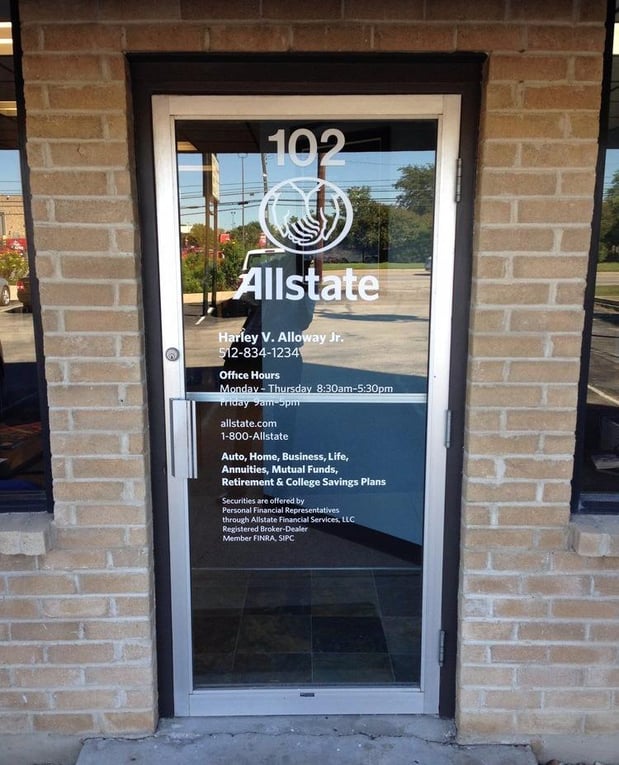 102
Allstate
Harley V. Alloway Jr.
512-834-1234
Office Hours
Monday – Thursday 8:30am–5:30pm
Friday 9am–5pm
allstate.com
1-800-Allstate
Auto, Home, Business, Life,
Annuities, Mutual Funds,
Retirement & College Savings Plans
Securities are offered by
Personal Financial Representatives
through Allstate Financial Services, LLC
Registered Broker-Dealer
Member FINRA, SIPC